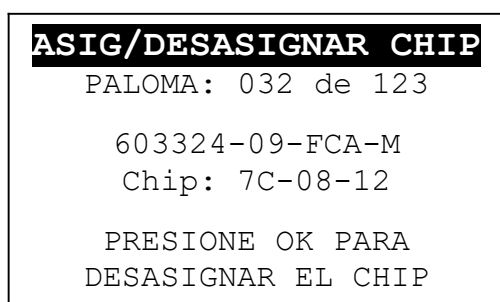 ASIG/DESASIGNAR CHIP
PALOMA: 032 de 123
603324-09-FCA-M
Chip: 7C-08-12
PRESIONE OK PARA
DESASIGNAR EL CHIP